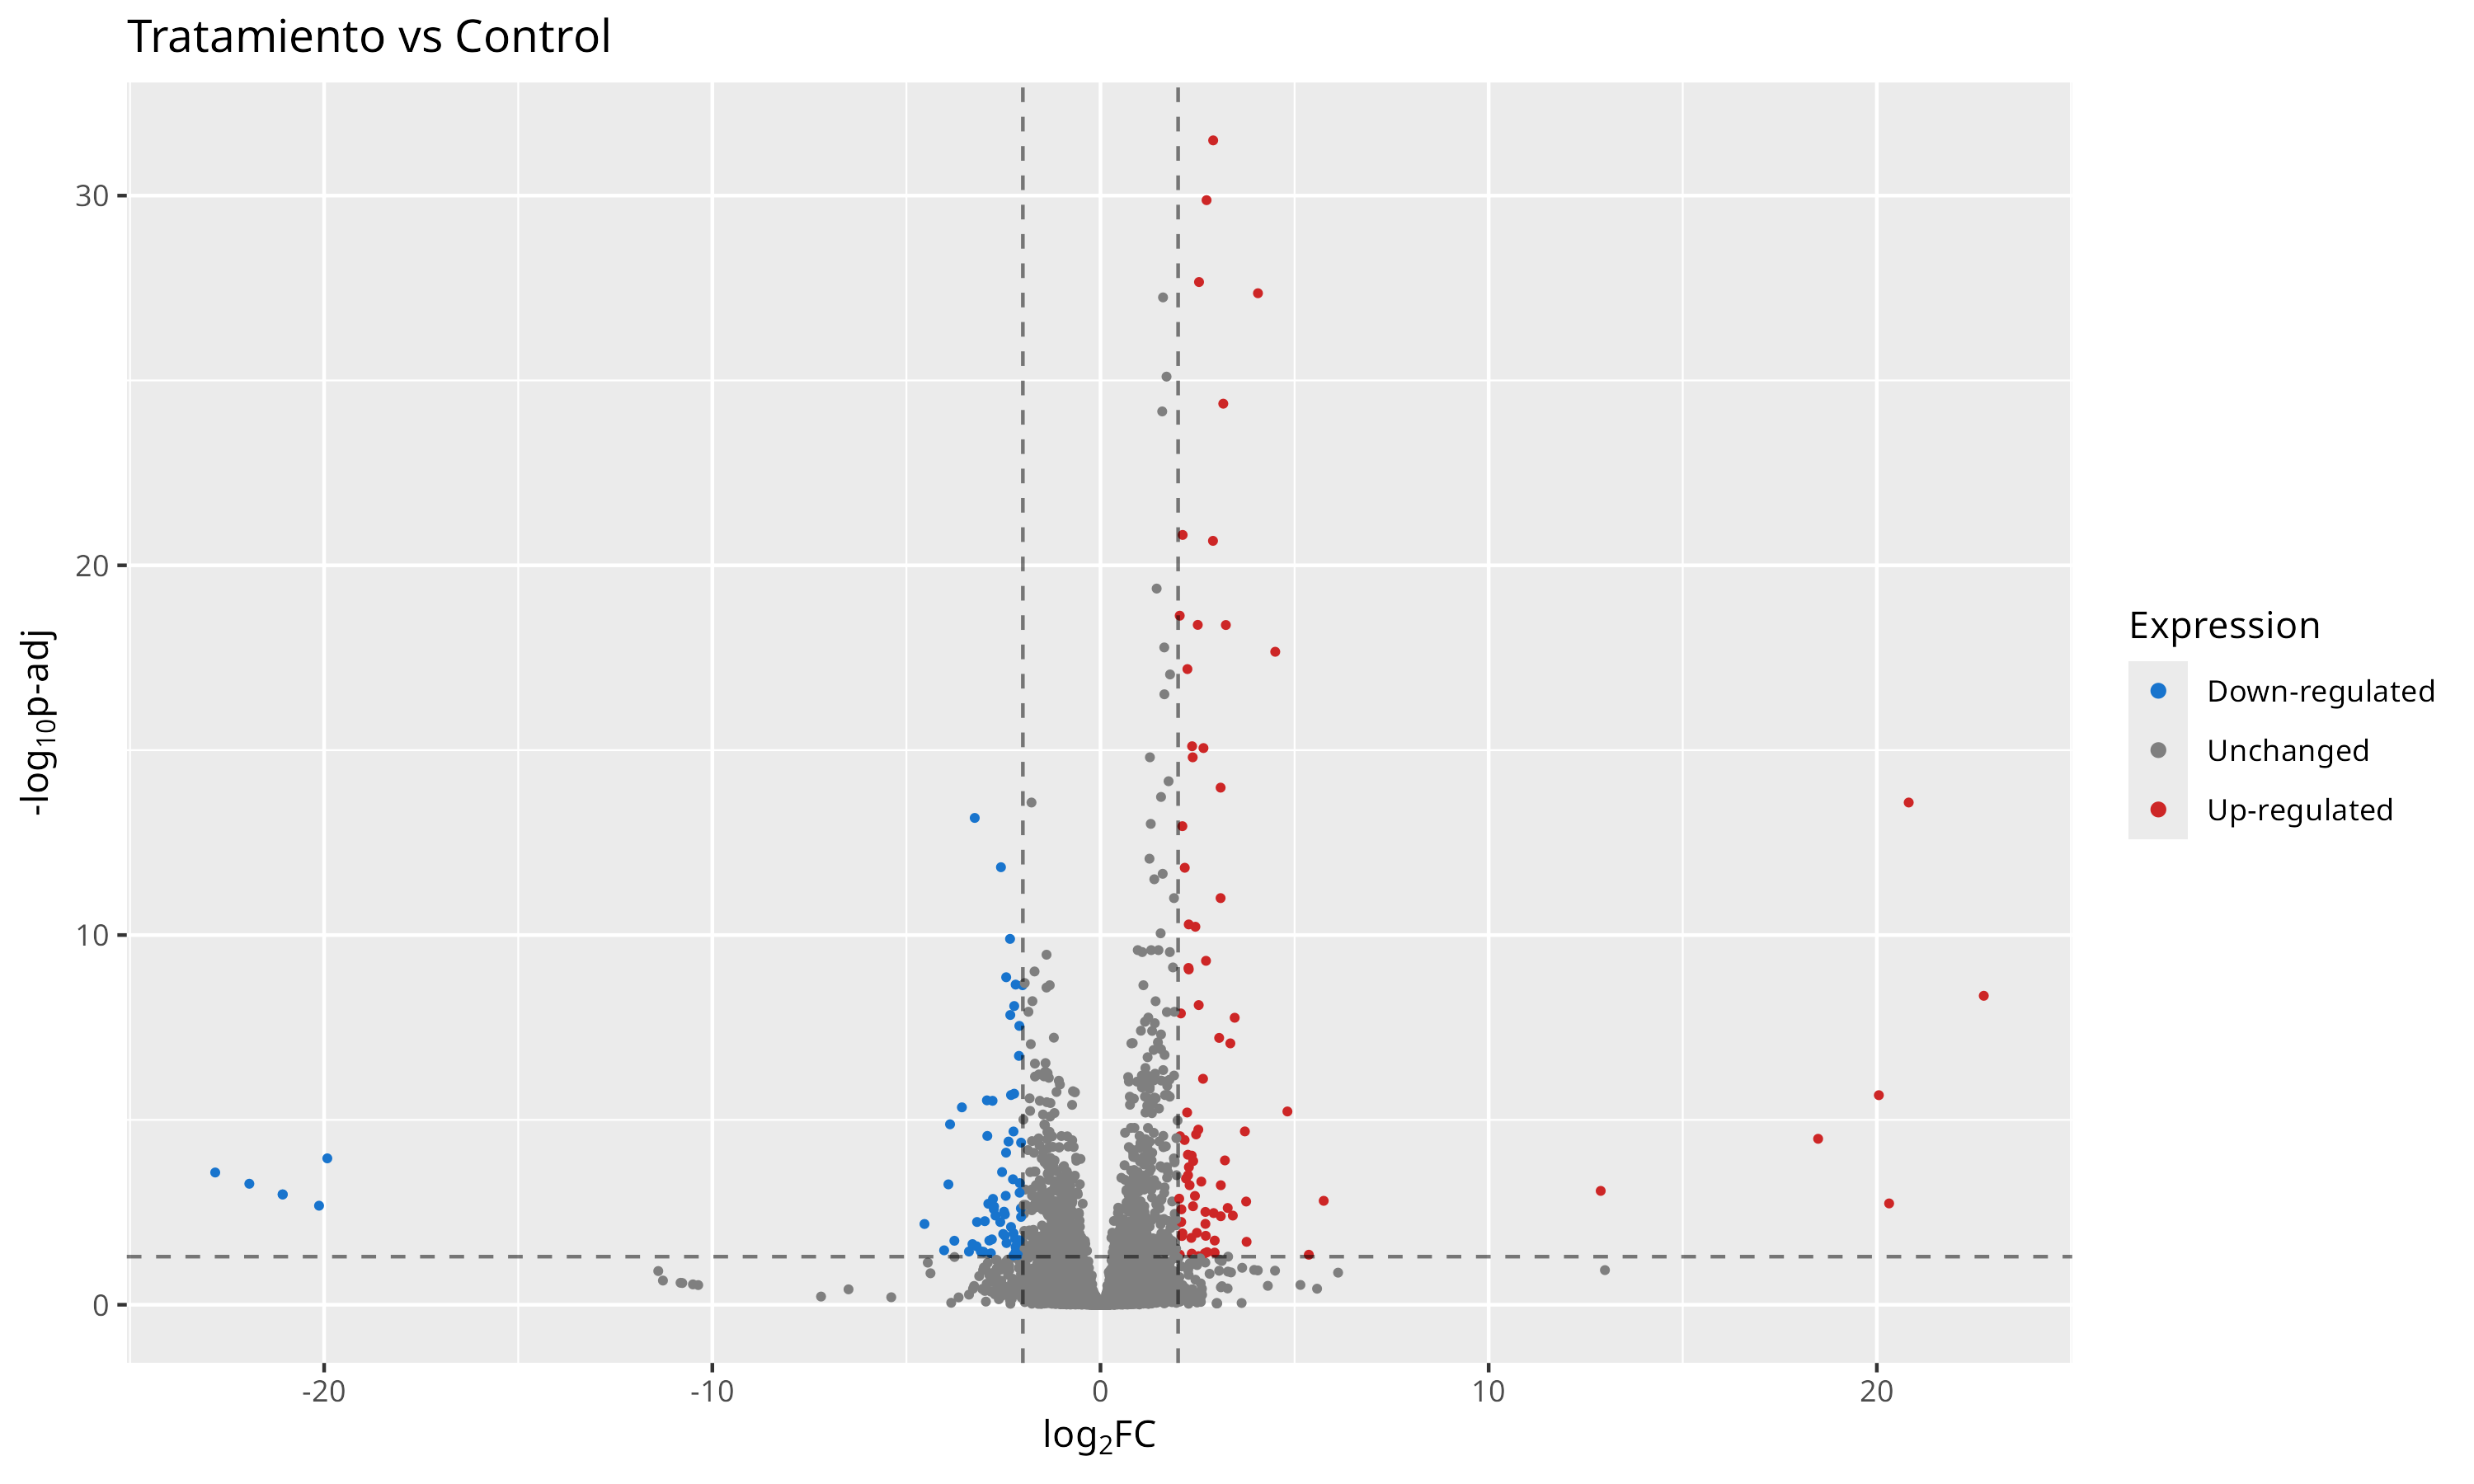 Tratamiento vs Control
30
20
10
0
-log10p-adj
-20 -10 0 10 20
log2FC
Expression
Down-regulated
Unchanged
Up-regulated